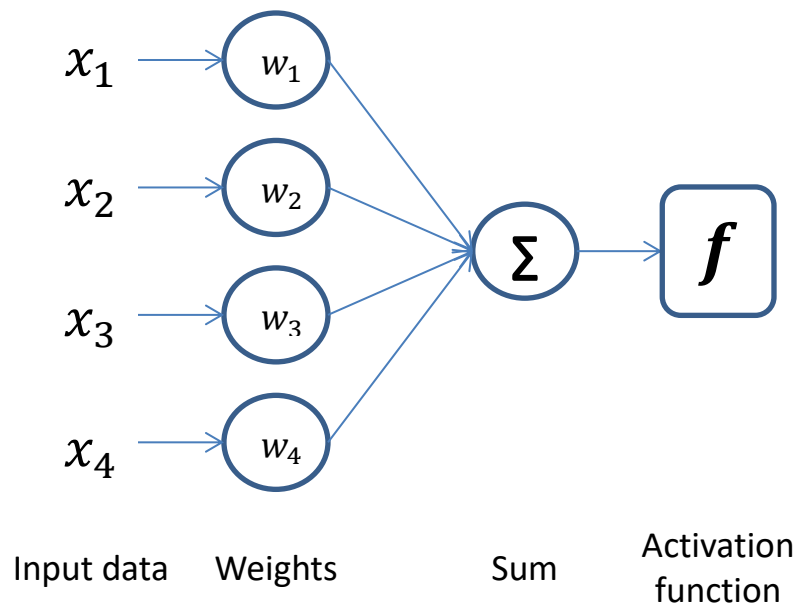 x₁ w₁
x₂ w₂
Σ f
x₃ w₃
x₄ w₄
Input data Weights Sum Activation
function